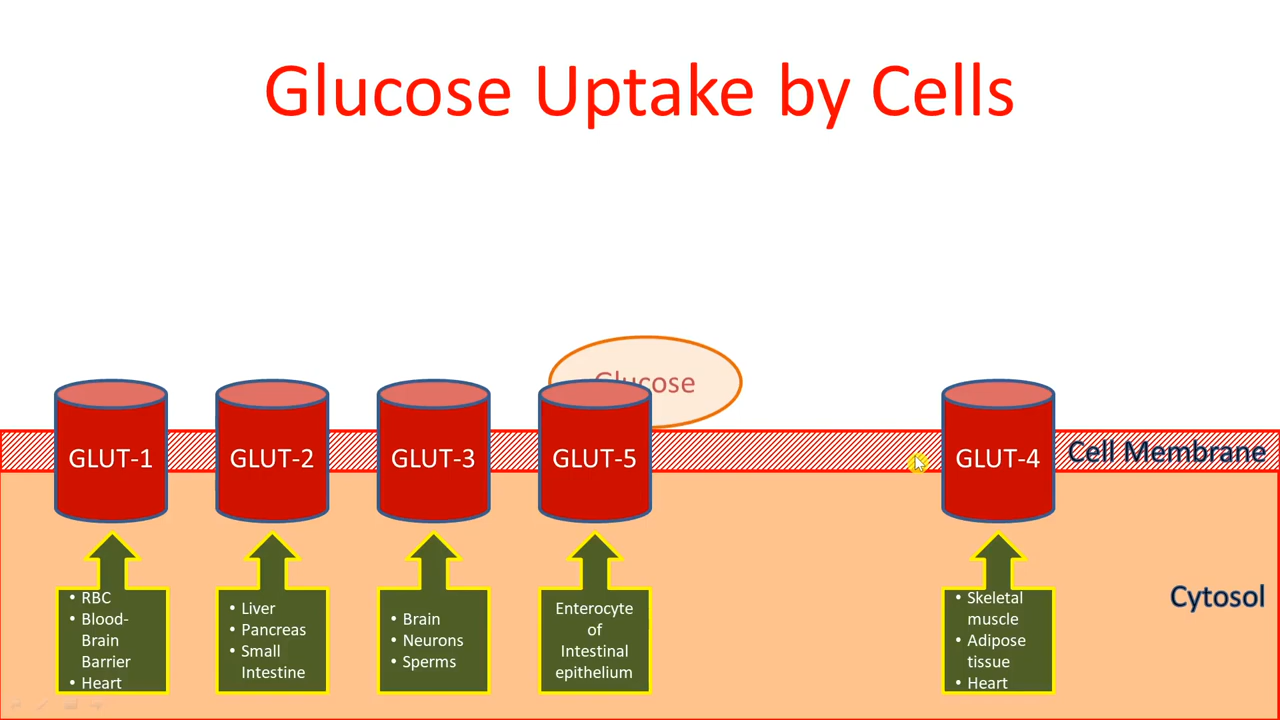 Glucose Uptake by Cells
Glucose
GLUT-1
GLUT-2
GLUT-3
GLUT-5
GLUT-4
Cell Membrane
• RBC
• Blood-
Brain
Barrier
• Heart
• Liver
• Pancreas
• Small
Intestine
• Brain
• Neurons
• Sperms
Enterocyte
of
Intestinal
epithelium
• Skeletal
muscle
• Adipose
tissue
• Heart
Cytosol